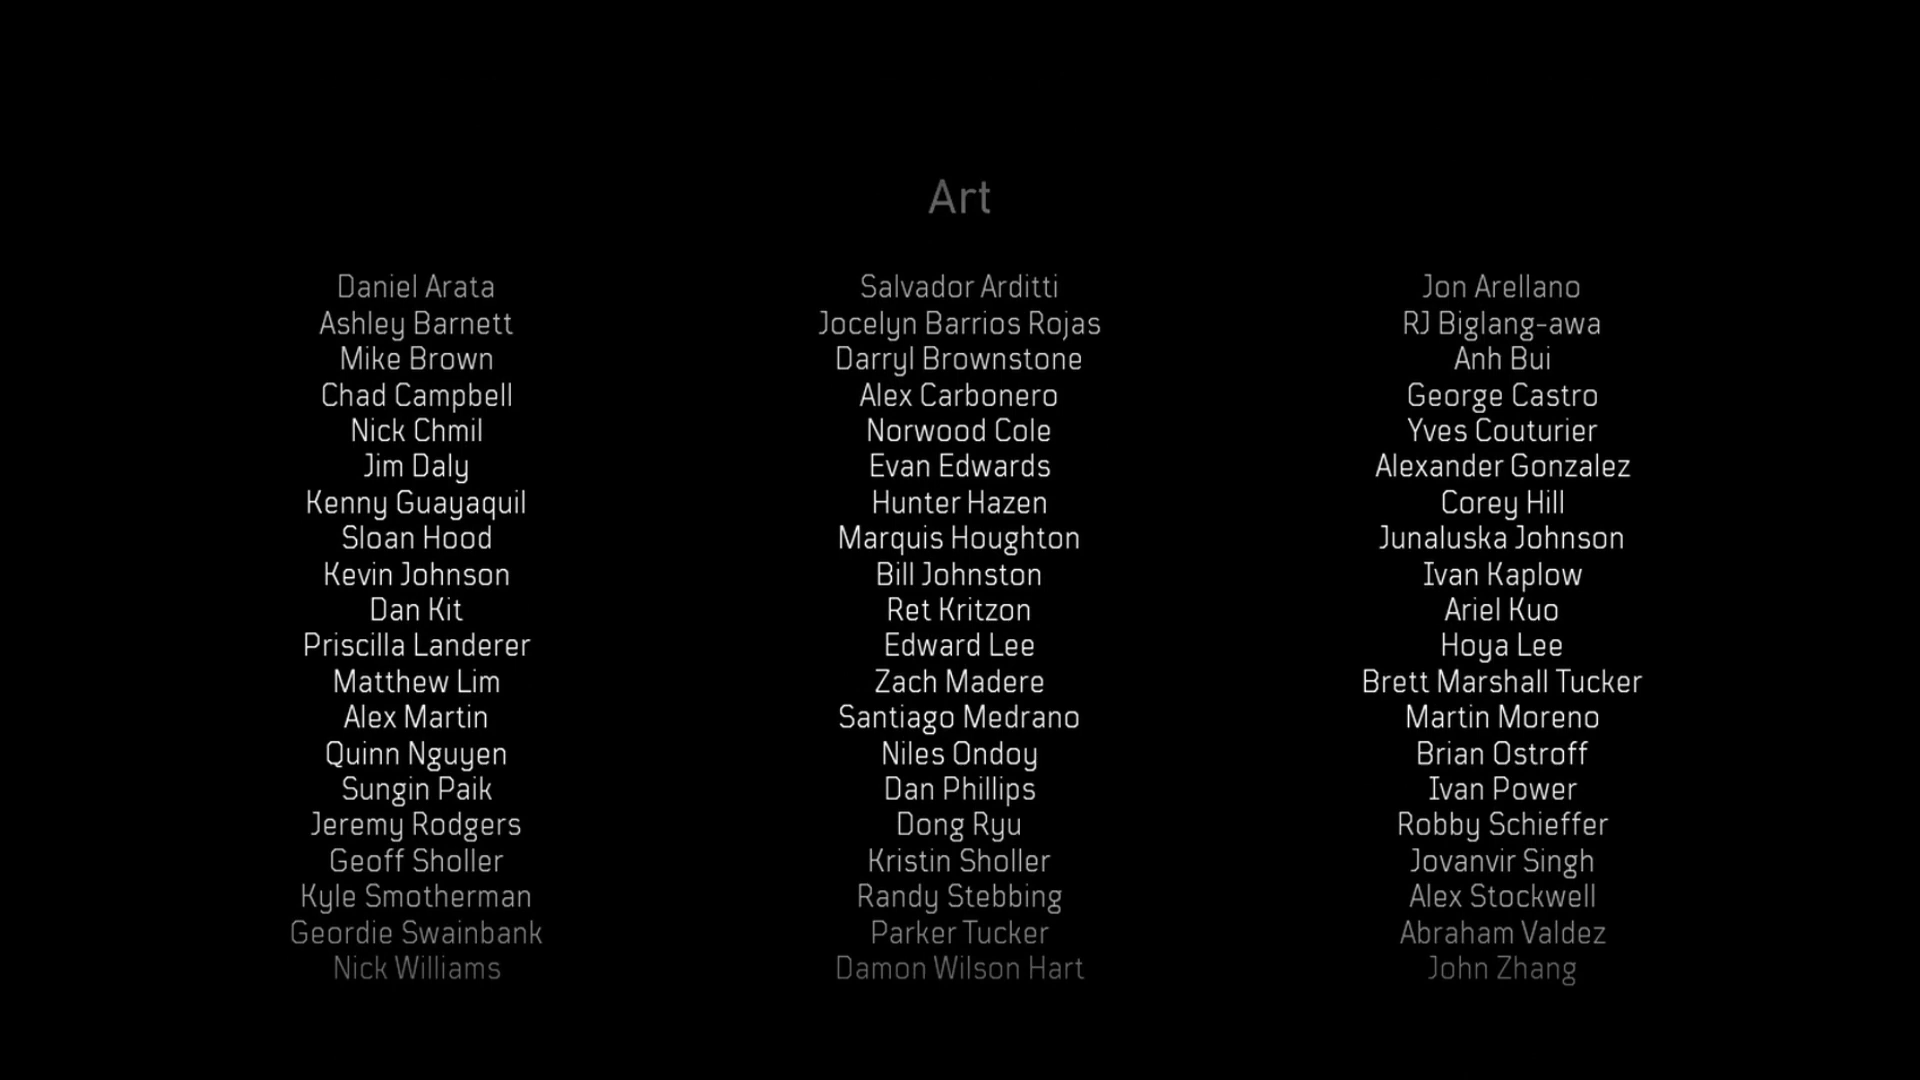 Art
Daniel Arata Salvador Arditti Jon Arellano
Ashley Barnett Jocelyn Barrios Rojas RJ Biglang-awa
Mike Brown Darryl Brownstone Anh Bui
Chad Campbell Alex Carbonero George Castro
Nick Chmil Norwood Cole Yves Couturier
Jim Daly Evan Edwards Alexander Gonzalez
Kenny Guayaquil Hunter Hazen Corey Hill
Sloan Hood Marquis Houghton Junaluska Johnson
Kevin Johnson Bill Johnston Ivan Kaplow
Dan Kit Ret Kritzon Ariel Kuo
Priscilla Landerer Edward Lee Hoya Lee
Matthew Lim Zach Madere Brett Marshall Tucker
Alex Martin Santiago Medrano Martin Moreno
Quinn Nguyen Niles Ondoy Brian Ostroff
Sungin Paik Dan Phillips Ivan Power
Jeremy Rodgers Dong Ryu Robby Schieffer
Geoff Sholler Kristin Sholler Jovanvir Singh
Kyle Smotherman Randy Stebbing Alex Stockwell
Geordie Swainbank Parker Tucker Abraham Valdez
Nick Williams Damon Wilson Hart John Zhang